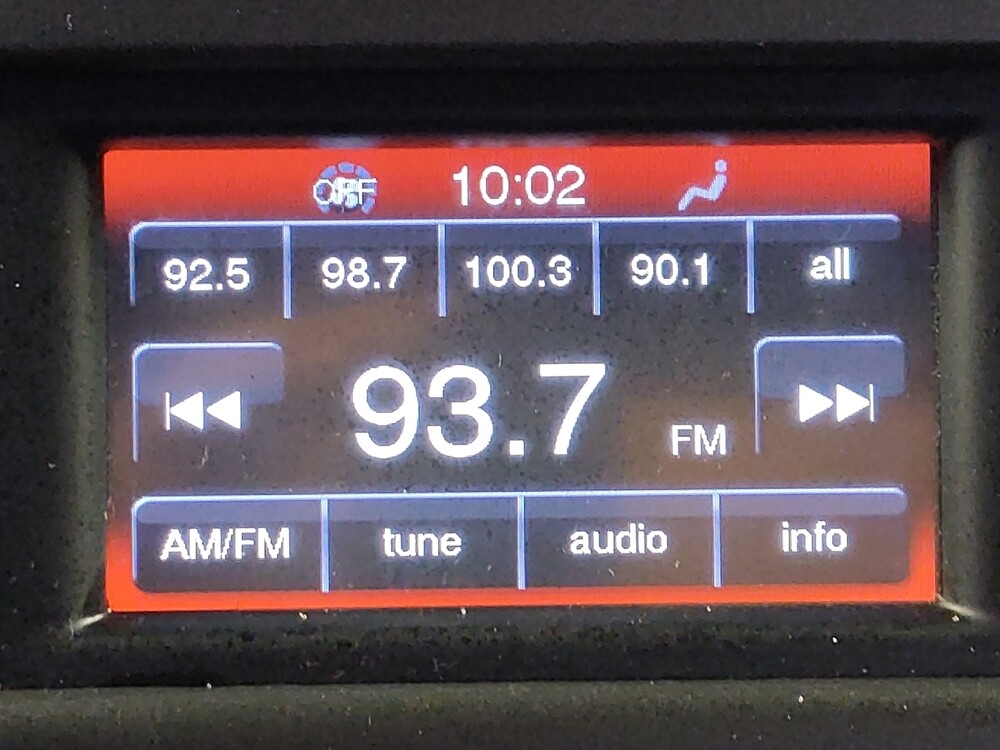 OFF 10:02
92.5 98.7 100.3 90.1 all
93.7 FM
AM/FM tune audio info